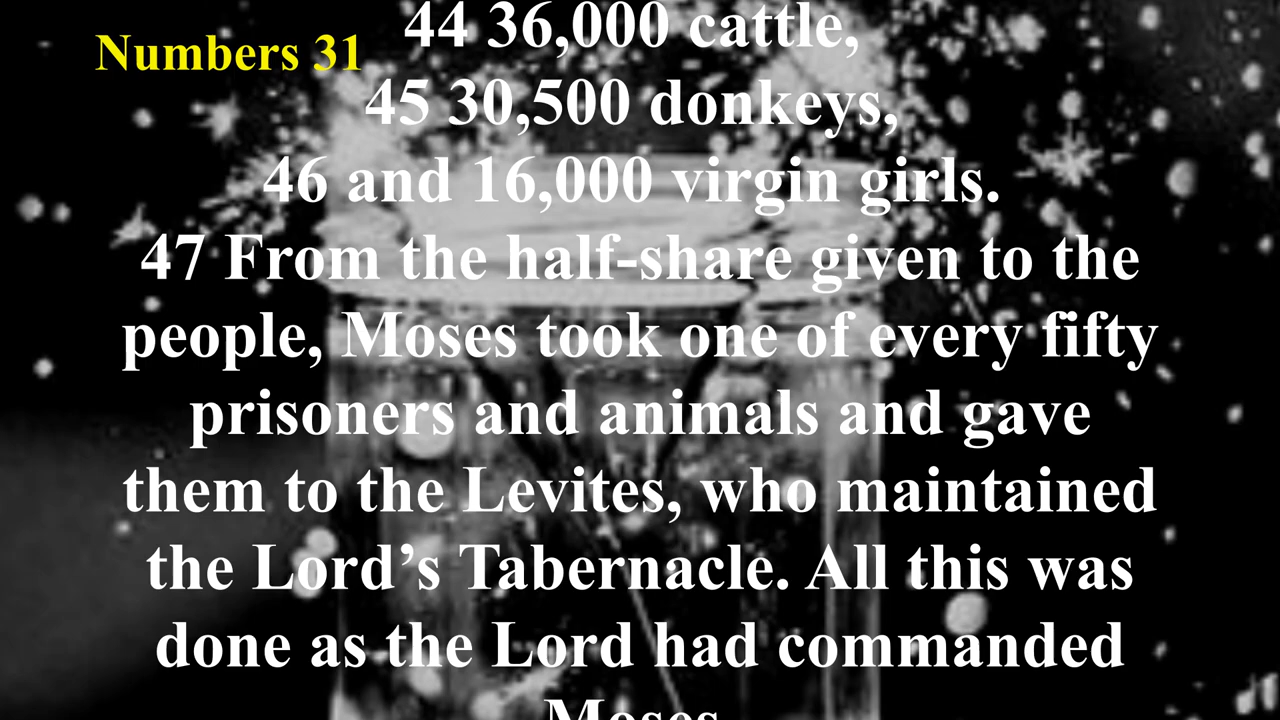 Numbers 31
44 36,000 cattle,
45 30,500 donkeys,
46 and 16,000 virgin girls.
47 From the half-share given to the
people, Moses took one of every fifty
prisoners and animals and gave
them to the Levites, who maintained
the Lord’s Tabernacle. All this was
done as the Lord had commanded
Moses